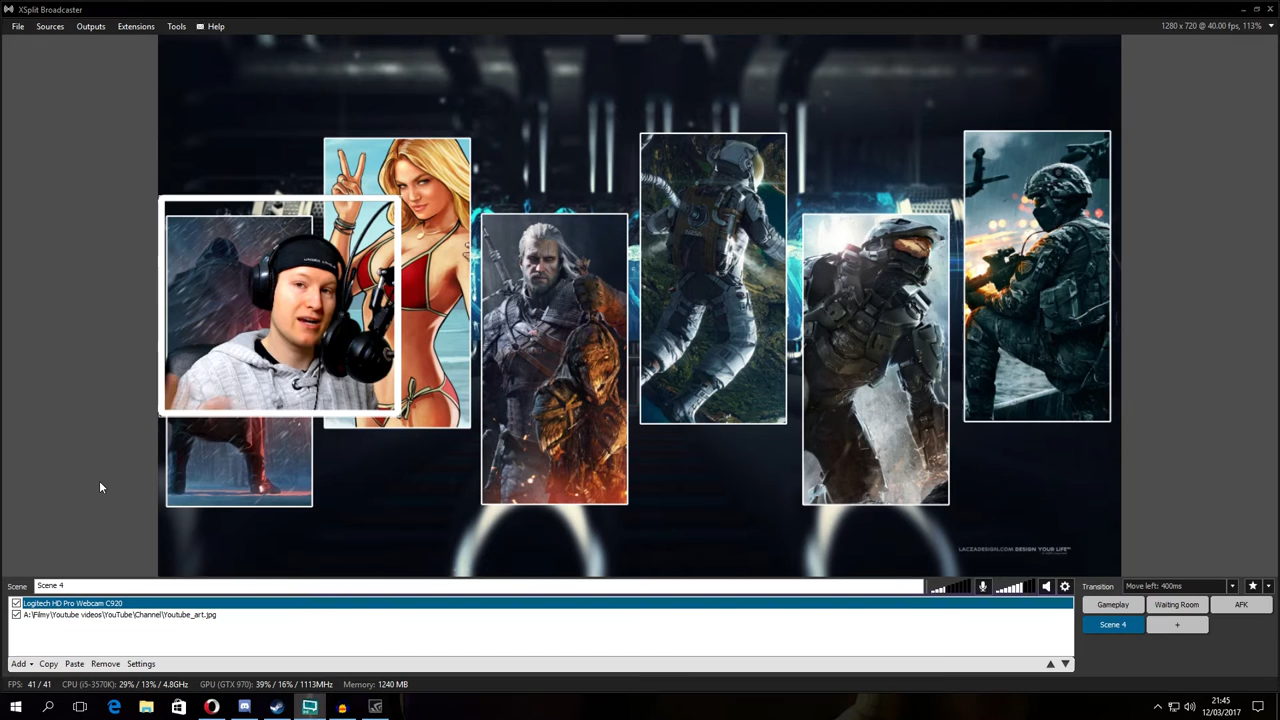 XSplit Broadcaster
File Sources Outputs Extensions Tools Help
1280 x 720 @ 40.00 fps, 113%
LACZADESIGN.COM DESIGN YOUR LIFE™
Scene Scene 4
Transition Move left: 400ms
Logitech HD Pro Webcam C920
A:\Filmy\Youtube videos\YouTube\Channel\Youtube_art.jpg
Gameplay Waiting Room AFK
Scene 4 +
Add Copy Paste Remove Settings
FPS: 41 / 41 CPU (i5-3570K): 29% / 13% / 4.8GHz GPU (GTX 970): 39% / 16% / 1113MHz Memory: 1240 MB
21:45
12/03/2017